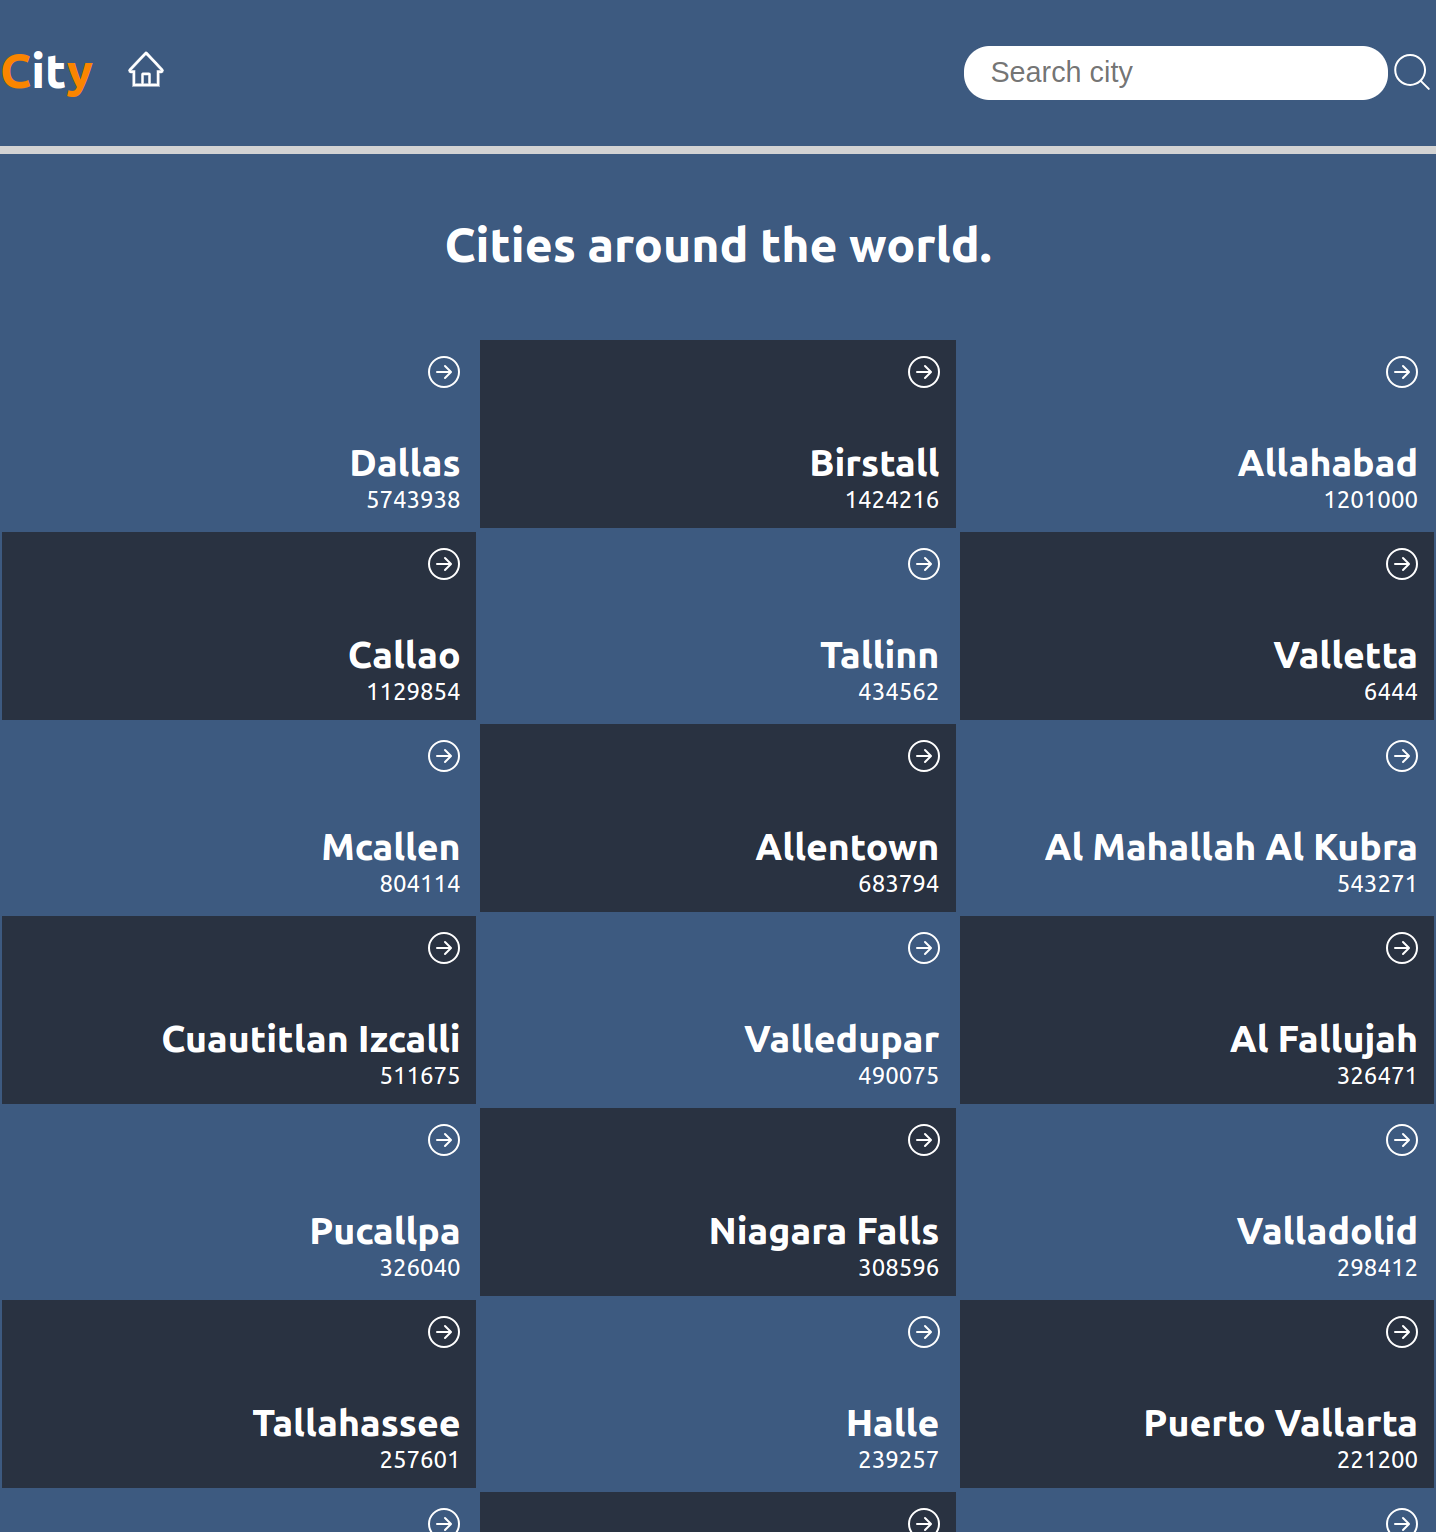 City
Search city
Cities around the world.
Dallas
5743938
Birstall
1424216
Allahabad
1201000
Callao
1129854
Tallinn
434562
Valletta
6444
Mcallen
804114
Allentown
683794
Al Mahallah Al Kubra
543271
Cuautitlan Izcalli
511675
Valledupar
490075
Al Fallujah
326471
Pucallpa
326040
Niagara Falls
308596
Valladolid
298412
Tallahassee
257601
Halle
239257
Puerto Vallarta
221200